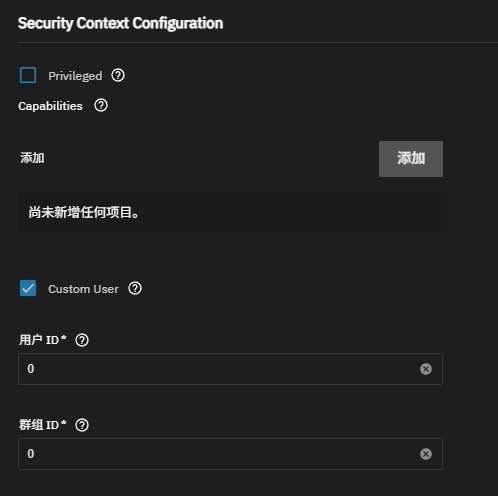 Security Context Configuration
Privileged
Capabilities
添加
添加
尚未新增任何项目。
Custom User
用户 ID *
0
群组 ID *
0